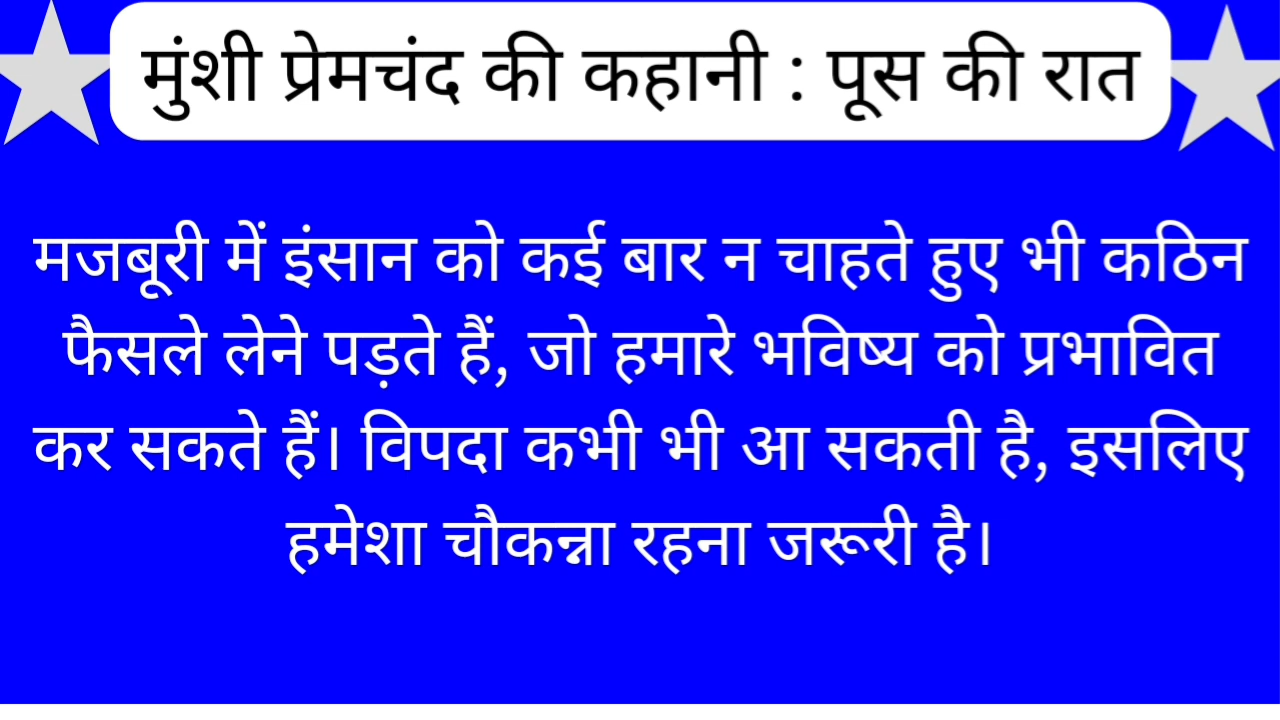 मुंशी प्रेमचंद की कहानी : पूस की रात
मजबूरी में इंसान को कई बार न चाहते हुए भी कठिन
फैसले लेने पड़ते हैं, जो हमारे भविष्य को प्रभावित
कर सकते हैं। विपदा कभी भी आ सकती है, इसलिए
हमेशा चौकन्ना रहना जरूरी है।